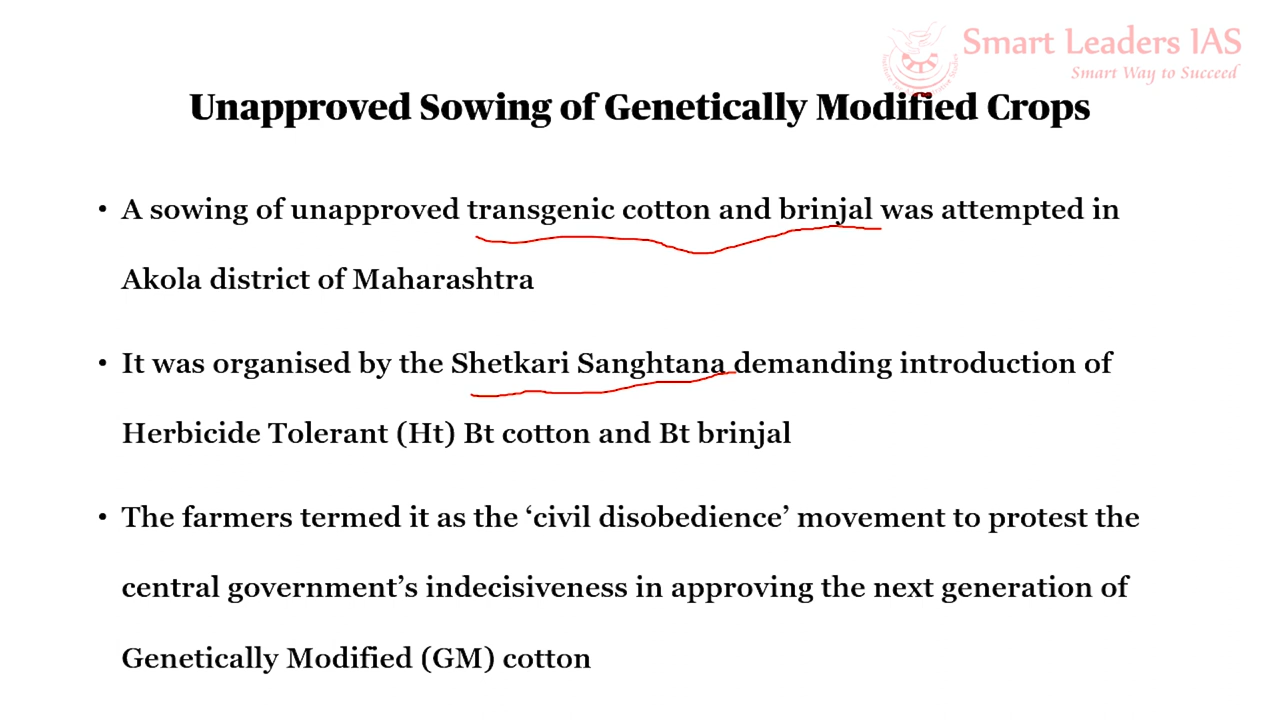 Smart Leaders IAS
Smart Way to Succeed
Unapproved Sowing of Genetically Modified Crops
• A sowing of unapproved transgenic cotton and brinjal was attempted in
Akola district of Maharashtra
• It was organised by the Shetkari Sanghtana demanding introduction of
Herbicide Tolerant (Ht) Bt cotton and Bt brinjal
• The farmers termed it as the ‘civil disobedience’ movement to protest the
central government’s indecisiveness in approving the next generation of
Genetically Modified (GM) cotton